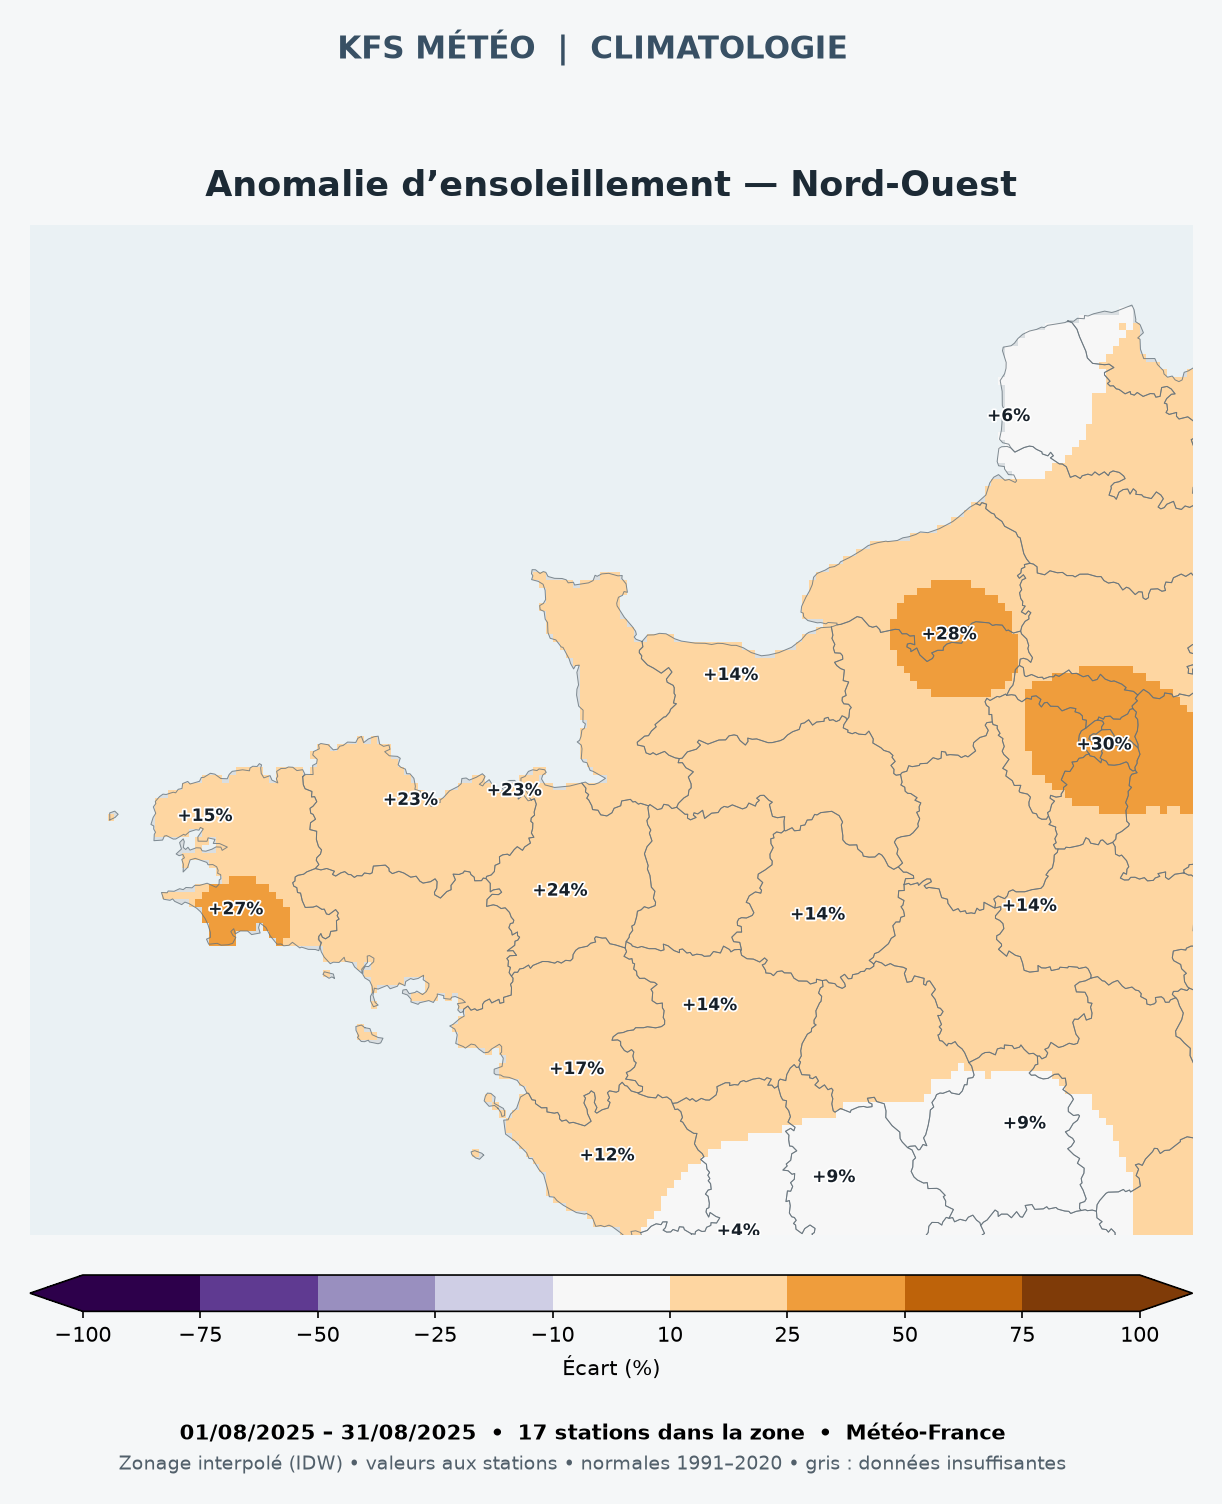 KFS MÉTÉO | CLIMATOLOGIE
Anomalie d’ensoleillement — Nord-Ouest
+6%
+28%
+14%
+30%
+23%
+23%
+15%
+24%
+27%
+14%
+14%
+14%
+17%
+9%
+12%
+9%
+4%
−100 −75 −50 −25 −10 10 25 50 75 100
Écart (%)
01/08/2025 – 31/08/2025 • 17 stations dans la zone • Météo-France
Zonage interpolé (IDW) • valeurs aux stations • normales 1991–2020 • gris : données insuffisantes